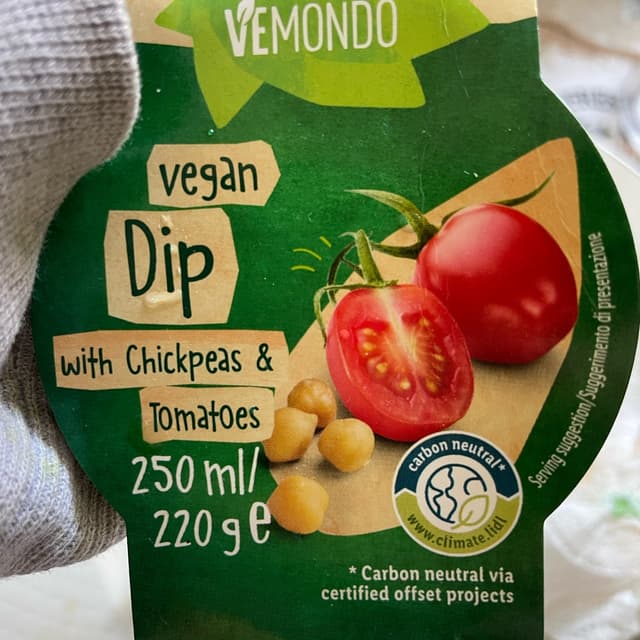 VEMONDO
vegan
Dip
with Chickpeas &
Tomatoes
250 ml/
220 g e
Serving suggestion/Suggerimento di presentazione
carbon neutral*
www.climate.lidl
* Carbon neutral via
certified offset projects